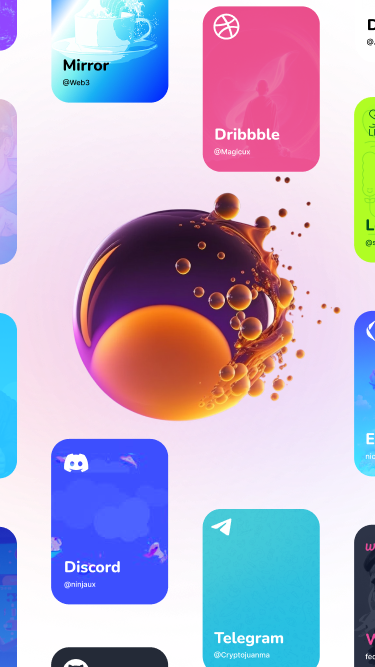 Mirror
@Web3
Dribbble
@Magicux
Discord
@ninjaux
Telegram
@Cryptojuanma